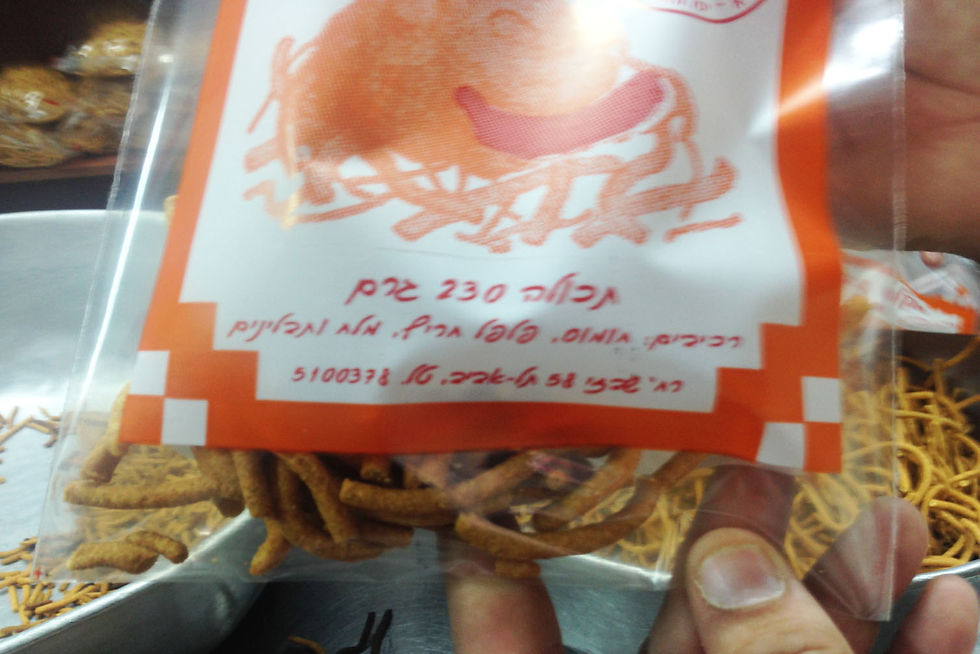 תכולה 230 גרם
רכיבים: חומוס, פלפל חריף, מלח ותבלינים
רח' שבזי 58 תל-אביב, טל. 5100378